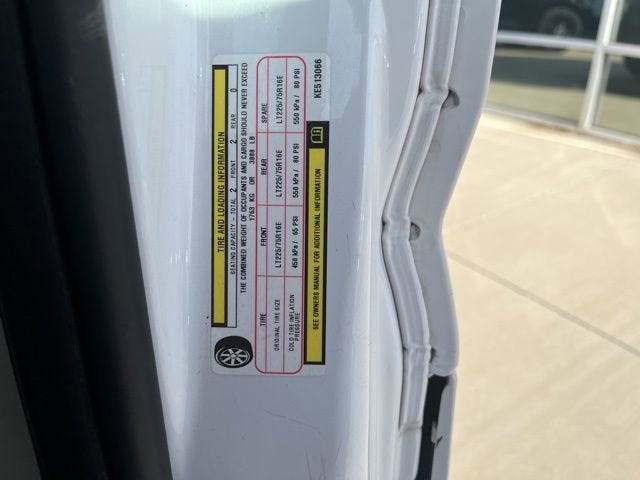 TIRE AND LOADING INFORMATION
SEATING CAPACITY - TOTAL 2 FRONT 2 REAR 0
THE COMBINED WEIGHT OF OCCUPANTS AND CARGO SHOULD NEVER EXCEED
1763 KG OR 3888 LB
TIRE FRONT REAR SPARE
ORIGINAL TIRE SIZE LT225/75R16E LT225/75R16E LT225/75R16E
COLD TIRE INFLATION PRESSURE 450 kPa / 65 PSI 550 kPa / 80 PSI 550 kPa / 80 PSI
SEE OWNERS MANUAL FOR ADDITIONAL INFORMATION
KE513066